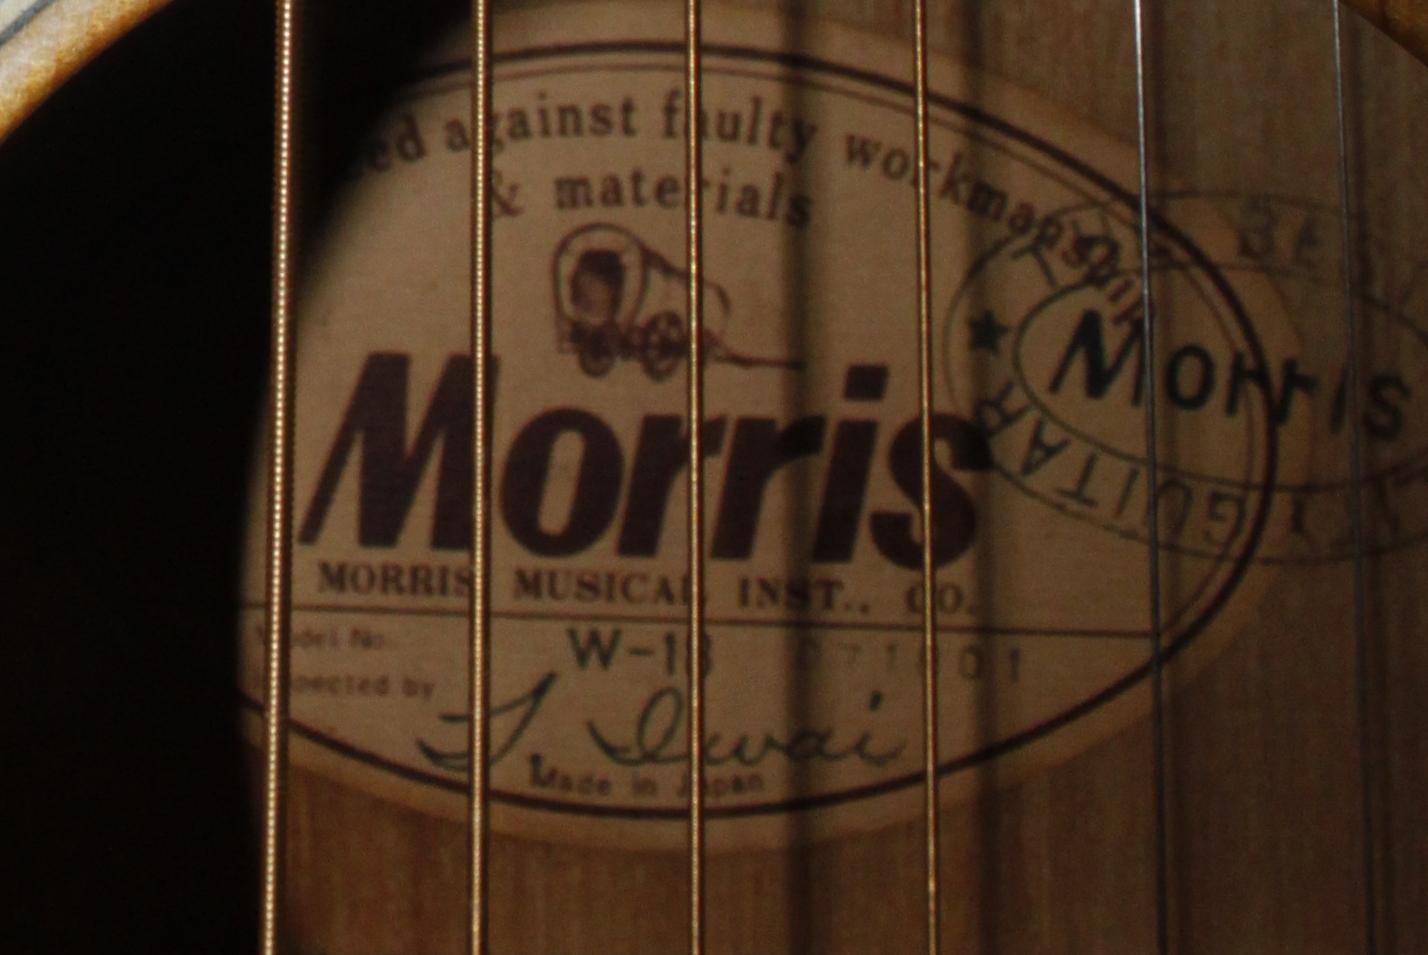 against faulty workmanship
& materials
Morris
MORRIS MUSICAL INST., CO.
Model No.
W-18
Inspected by
T. Iwai
Made in Japan
BEST
Morris
GUITAR